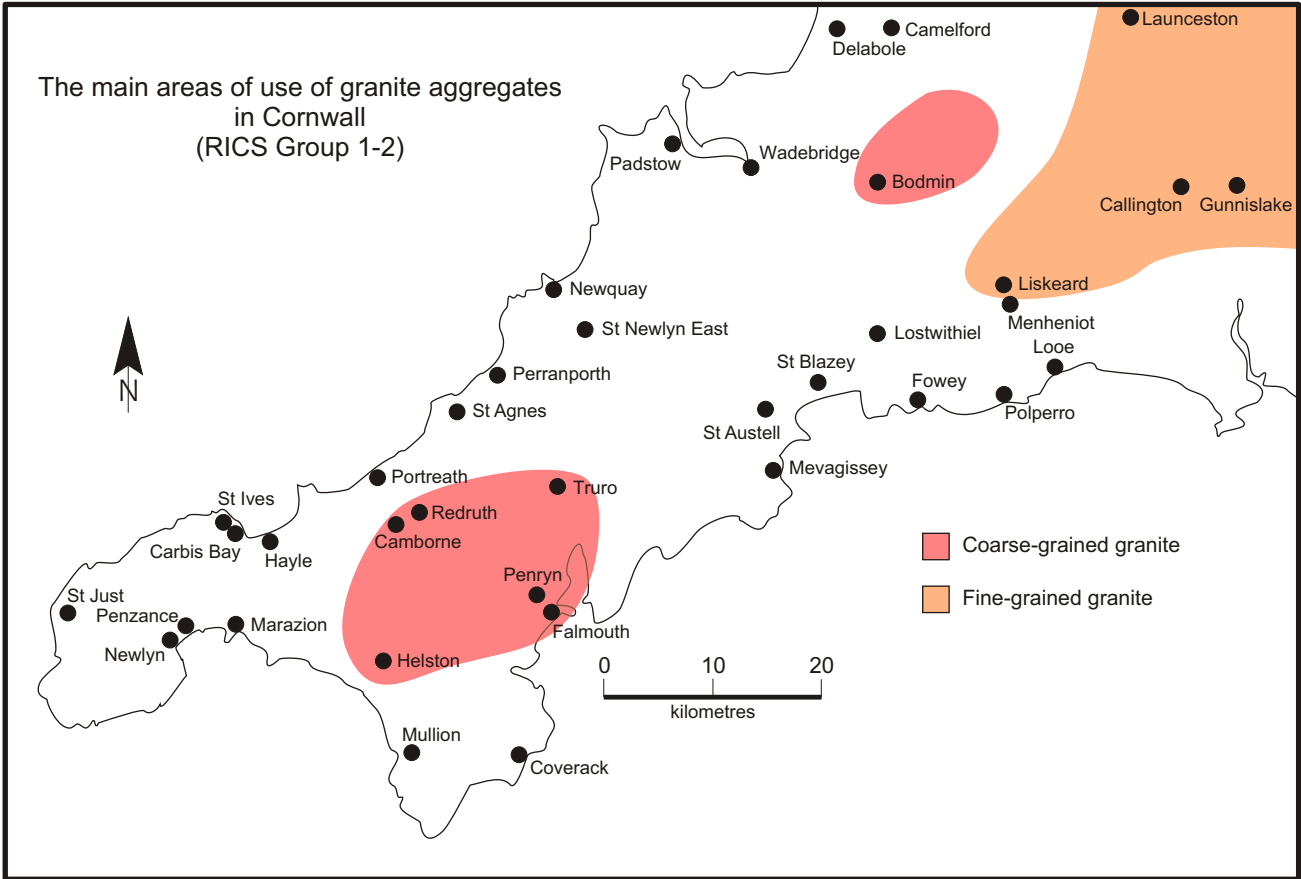 The main areas of use of granite aggregates
in Cornwall
(RICS Group 1-2)
Launceston
Camelford
Delabole
Padstow
Wadebridge
Bodmin
Callington
Gunnislake
Newquay
Liskeard
Menheniot
St Newlyn East
Lostwithiel
Looe
St Blazey
Perranporth
Fowey
Polperro
St Agnes
St Austell
Mevagissey
N
Portreath
Truro
St Ives
Redruth
Camborne
Carbis Bay
Hayle
Penryn
St Just
Penzance
Marazion
Falmouth
Newlyn
Helston
Mullion
Coverack
Coarse-grained granite
Fine-grained granite
0 10 20
kilometres